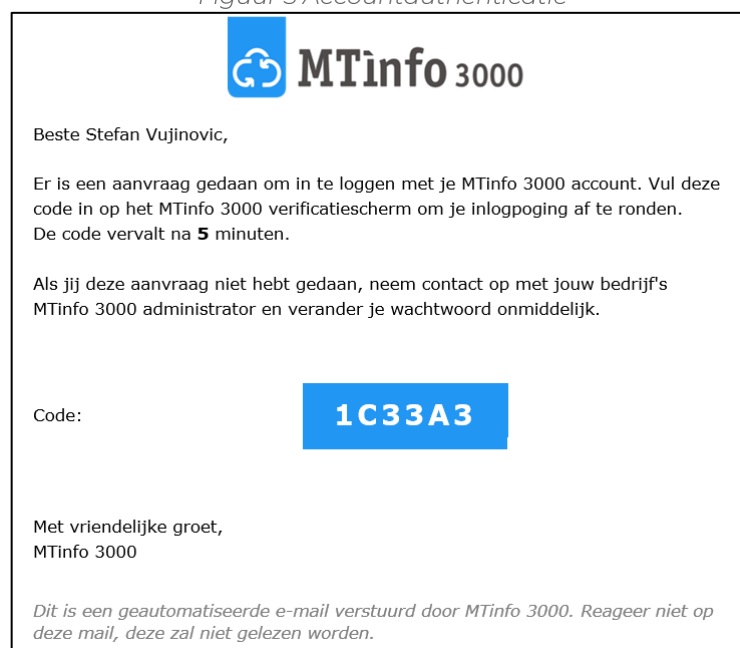 Figuur 3 Accountauthenticatie
MTinfo 3000
Beste Stefan Vujinovic,
Er is een aanvraag gedaan om in te loggen met je MTinfo 3000 account. Vul deze
code in op het MTinfo 3000 verificatiescherm om je inlogpoging af te ronden.
De code vervalt na 5 minuten.
Als jij deze aanvraag niet hebt gedaan, neem contact op met jouw bedrijf's
MTinfo 3000 administrator en verander je wachtwoord onmiddelijk.
Code:
1C33A3
Met vriendelijke groet,
MTinfo 3000
Dit is een geautomatiseerde e-mail verstuurd door MTinfo 3000. Reageer niet op
deze mail, deze zal niet gelezen worden.